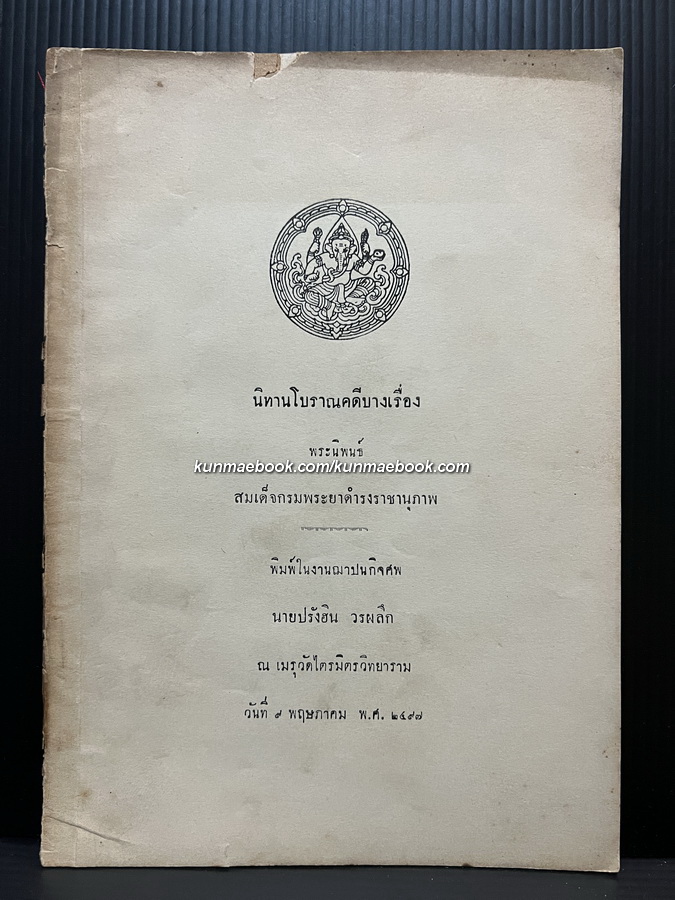 นิทานโบราณคดีบางเรื่อง
พระนิพนธ์
kunmaebook.com/kunmaebook.com
สมเด็จกรมพระยาดำรงราชานุภาพ
พิมพ์ในงานฌาปนกิจศพ
นายปรังฮิน วรผลึก
ณ เมรุวัดไตรมิตรวิทยาราม
วันที่ ๙ พฤษภาคม พ.ศ. ๒๔๙๗